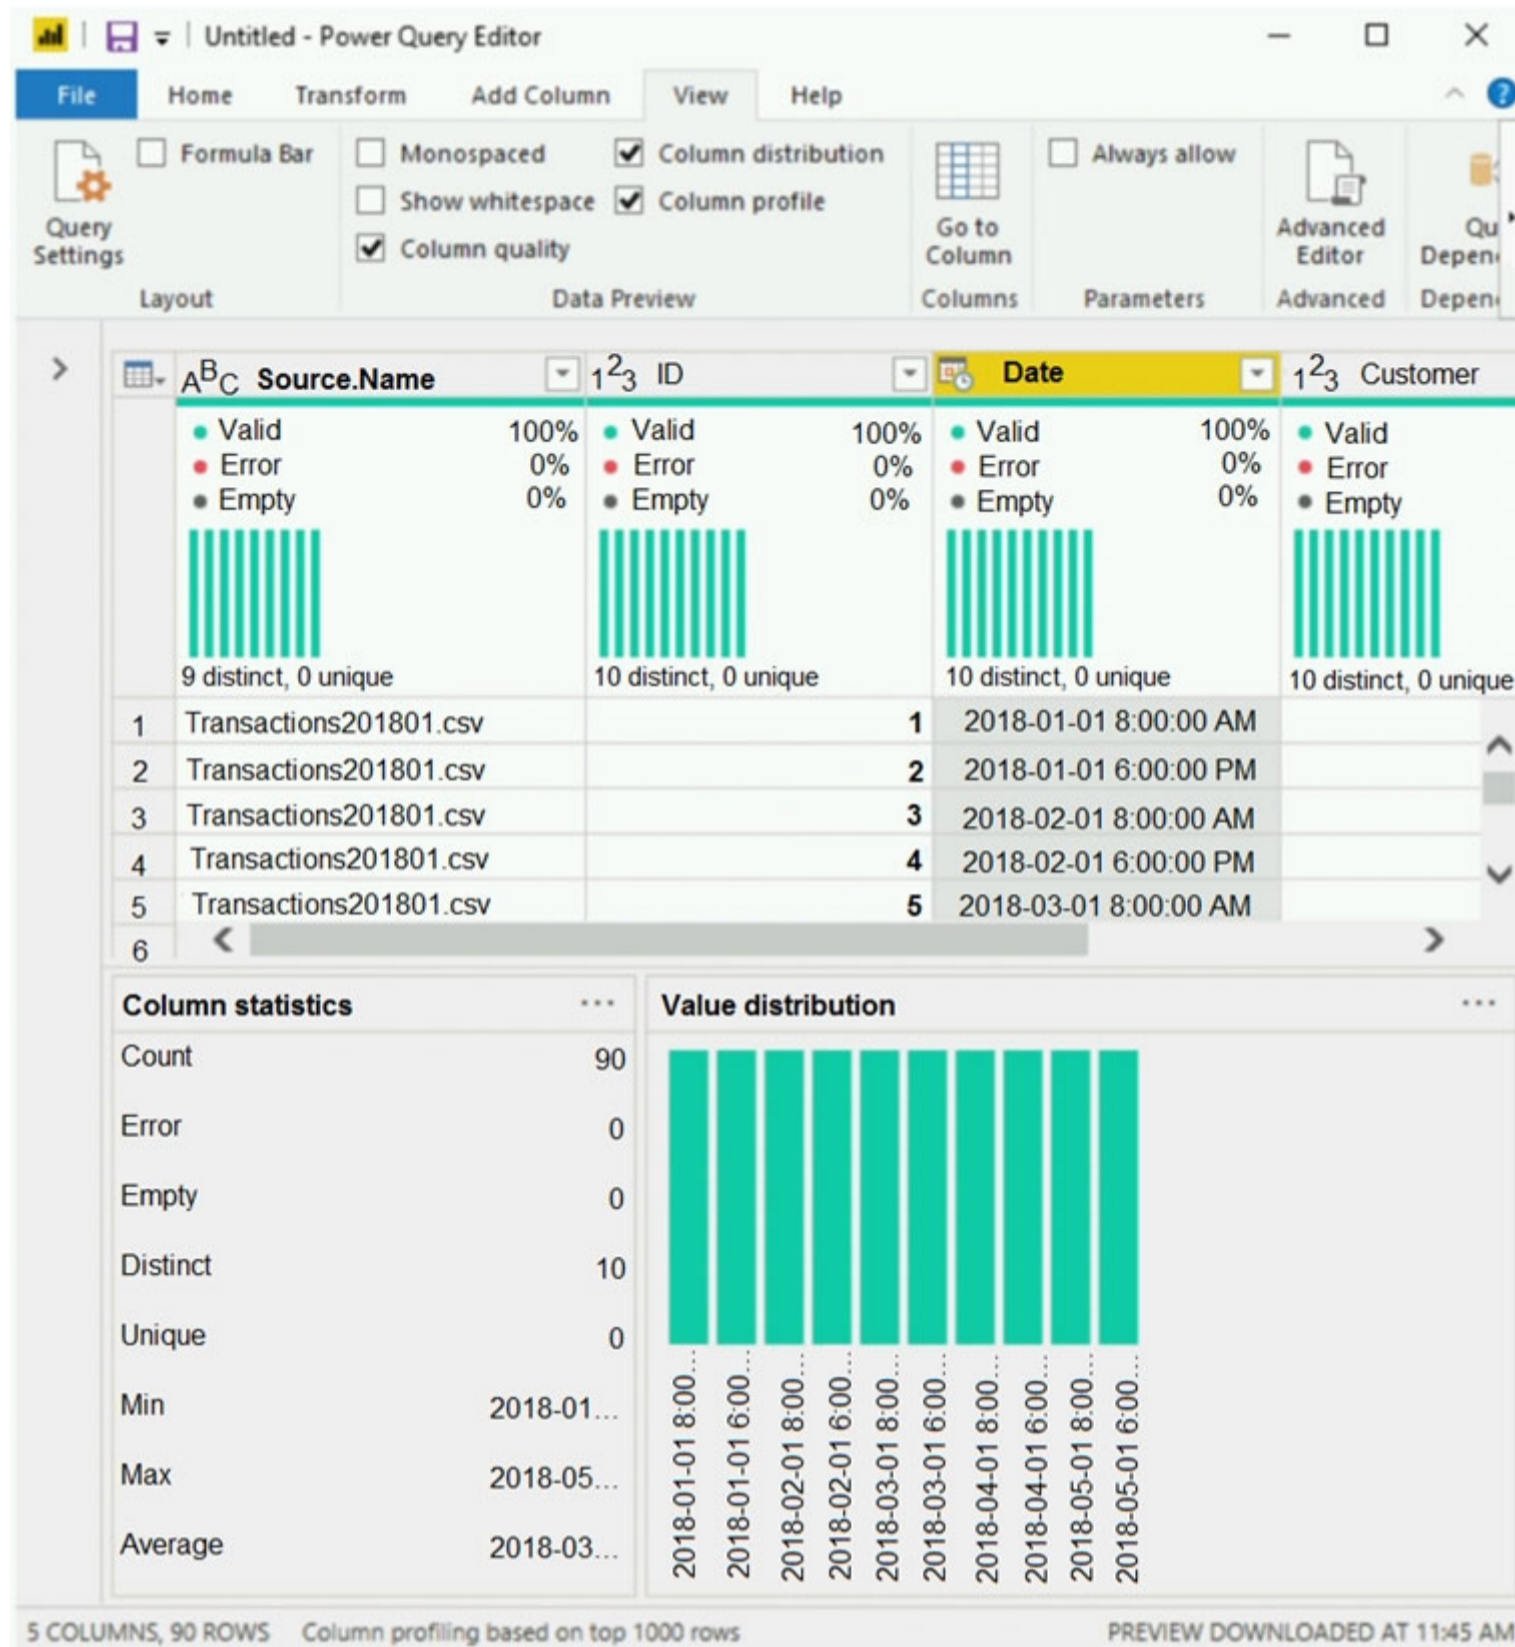 Untitled - Power Query Editor
File Home Transform Add Column View Help
Formula Bar Monospaced Column distribution Always allow
Show whitespace Column profile
Column quality
Query Settings
Go to Column
Advanced Editor
Layout Data Preview Columns Parameters Advanced
ABC Source.Name 123 ID Date 123 Customer
Valid 100% Valid 100% Valid 100% Valid
Error 0% Error 0% Error 0% Error
Empty 0% Empty 0% Empty 0% Empty
9 distinct, 0 unique 10 distinct, 0 unique 10 distinct, 0 unique 10 distinct, 0 unique
1 Transactions201801.csv 1 2018-01-01 8:00:00 AM
2 Transactions201801.csv 2 2018-01-01 6:00:00 PM
3 Transactions201801.csv 3 2018-02-01 8:00:00 AM
4 Transactions201801.csv 4 2018-02-01 6:00:00 PM
5 Transactions201801.csv 5 2018-03-01 8:00:00 AM
6
Column statistics ... Value distribution ...
Count 90
Error 0
Empty 0
Distinct 10
Unique 0
Min 2018-01...
Max 2018-05...
Average 2018-03...
2018-01-01 8:00...
2018-01-01 6:00...
2018-02-01 8:00...
2018-02-01 6:00...
2018-03-01 8:00...
2018-03-01 6:00...
2018-04-01 8:00...
2018-04-01 6:00...
2018-05-01 8:00...
2018-05-01 6:00...
5 COLUMNS, 90 ROWS Column profiling based on top 1000 rows PREVIEW DOWNLOADED AT 11:45 AM